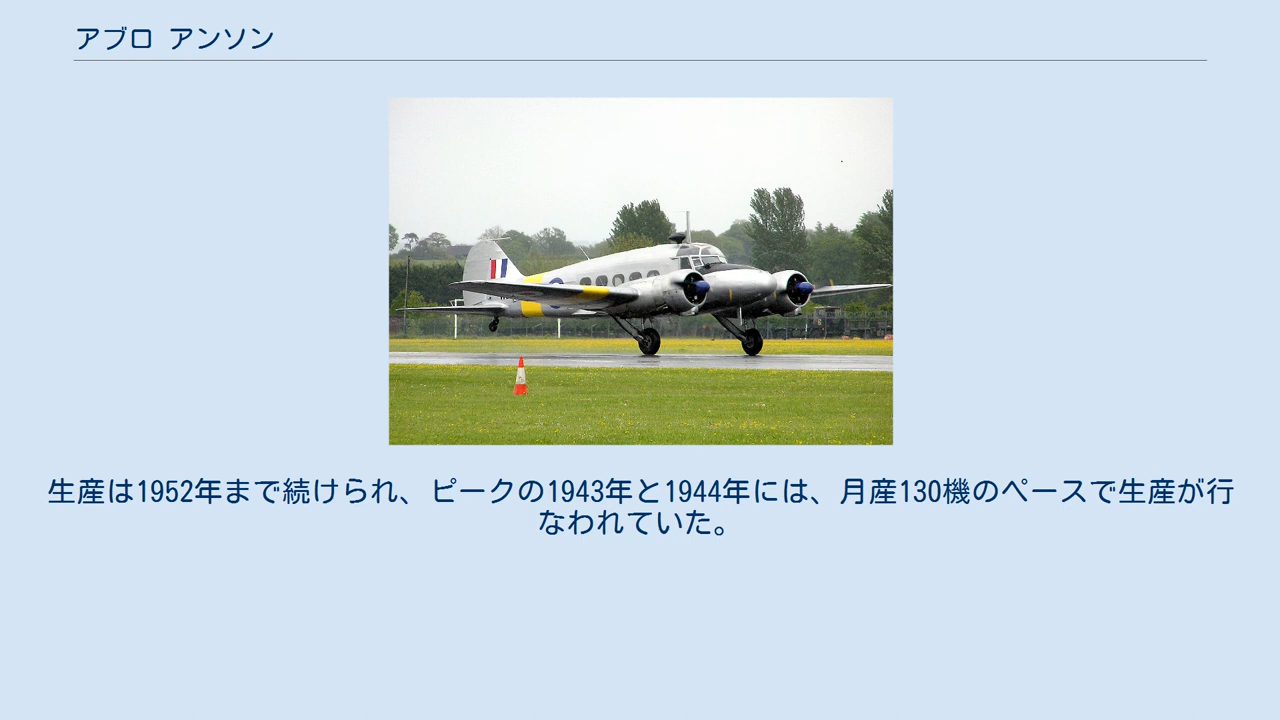 アブロ アンソン
生産は1952年まで続けられ、ピークの1943年と1944年には、月産130機のペースで生産が行
なわれていた。